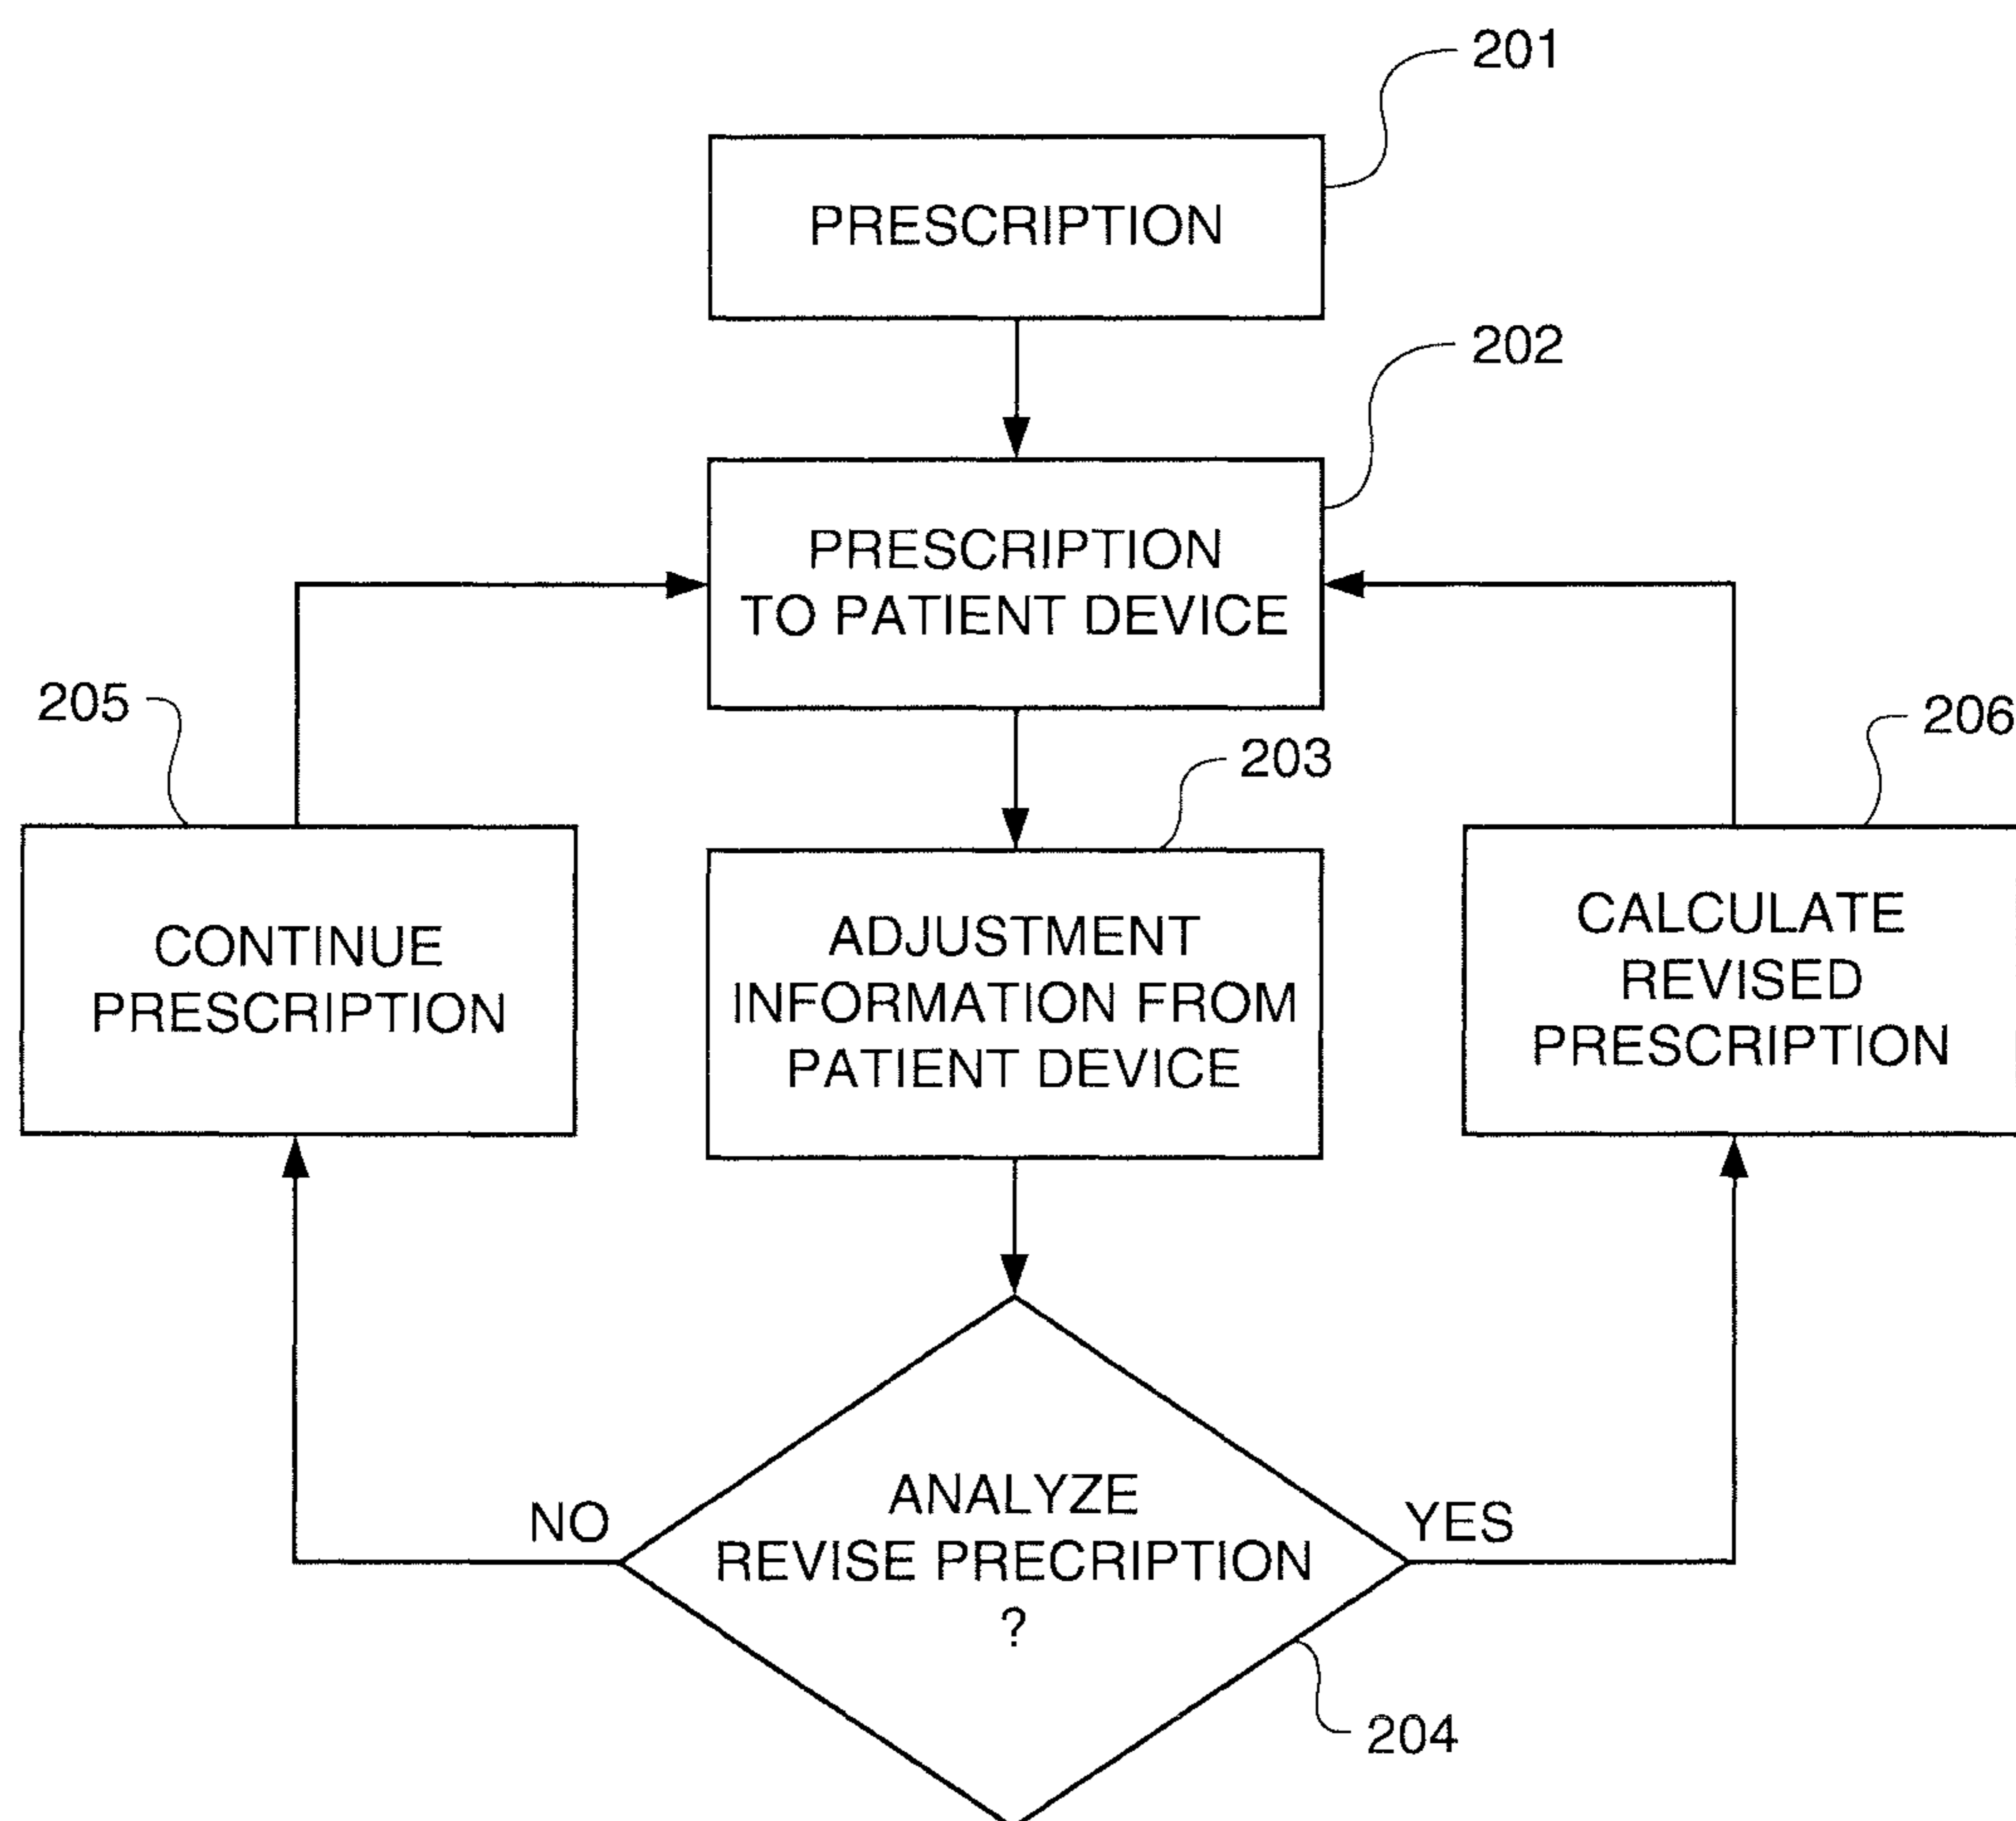 201
PRESCRIPTION
202
PRESCRIPTION
TO PATIENT DEVICE
205
203
206
CONTINUE
PRESCRIPTION
ADJUSTMENT
INFORMATION FROM
PATIENT DEVICE
CALCULATE
REVISED
PRESCRIPTION
NO
ANALYZE
REVISE PRECRIPTION
?
YES
204